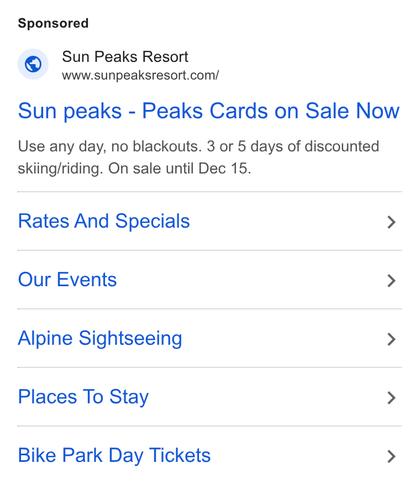 Sponsored
Sun Peaks Resort
www.sunpeaksresort.com/
Sun peaks - Peaks Cards on Sale Now
Use any day, no blackouts. 3 or 5 days of discounted
skiing/riding. On sale until Dec 15.
Rates And Specials
Our Events
Alpine Sightseeing
Places To Stay
Bike Park Day Tickets